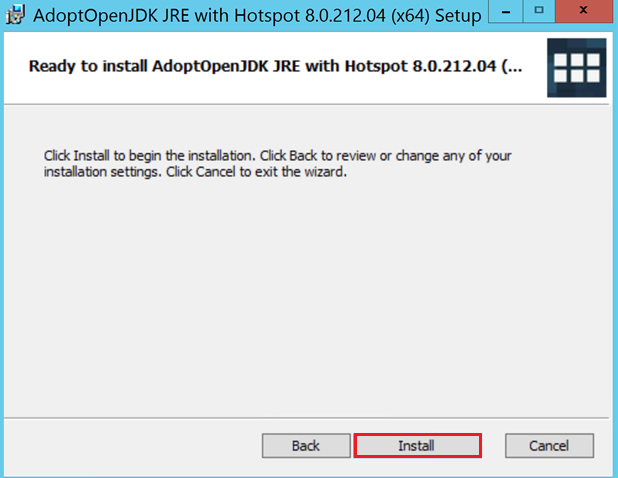 AdoptOpenJDK JRE with Hotspot 8.0.212.04 (x64) Setup
Ready to install AdoptOpenJDK JRE with Hotspot 8.0.212.04 (...
Click Install to begin the installation. Click Back to review or change any of your
installation settings. Click Cancel to exit the wizard.
Back Install Cancel